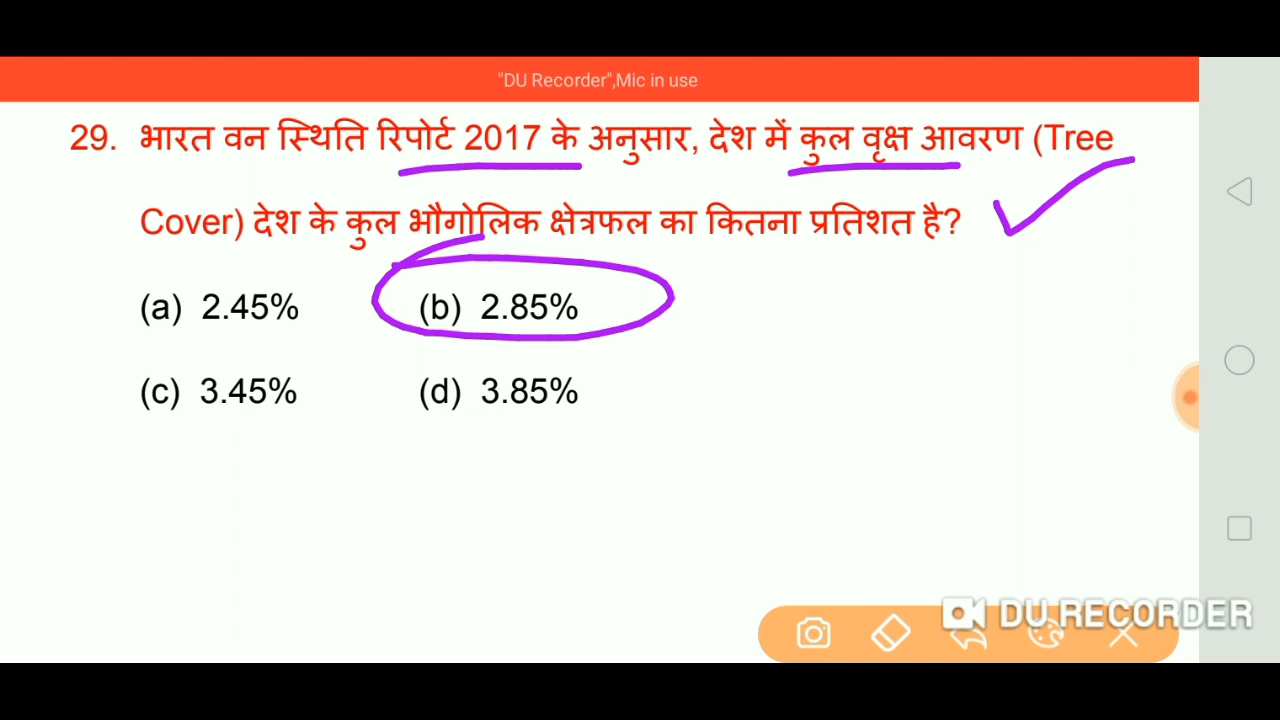 "DU Recorder",Mic in use
29. भारत वन स्थिति रिपोर्ट 2017 के अनुसार, देश में कुल वृक्ष आवरण (Tree
Cover) देश के कुल भौगोलिक क्षेत्रफल का कितना प्रतिशत है?
(a) 2.45% (b) 2.85%
(c) 3.45% (d) 3.85%
DU RECORDER